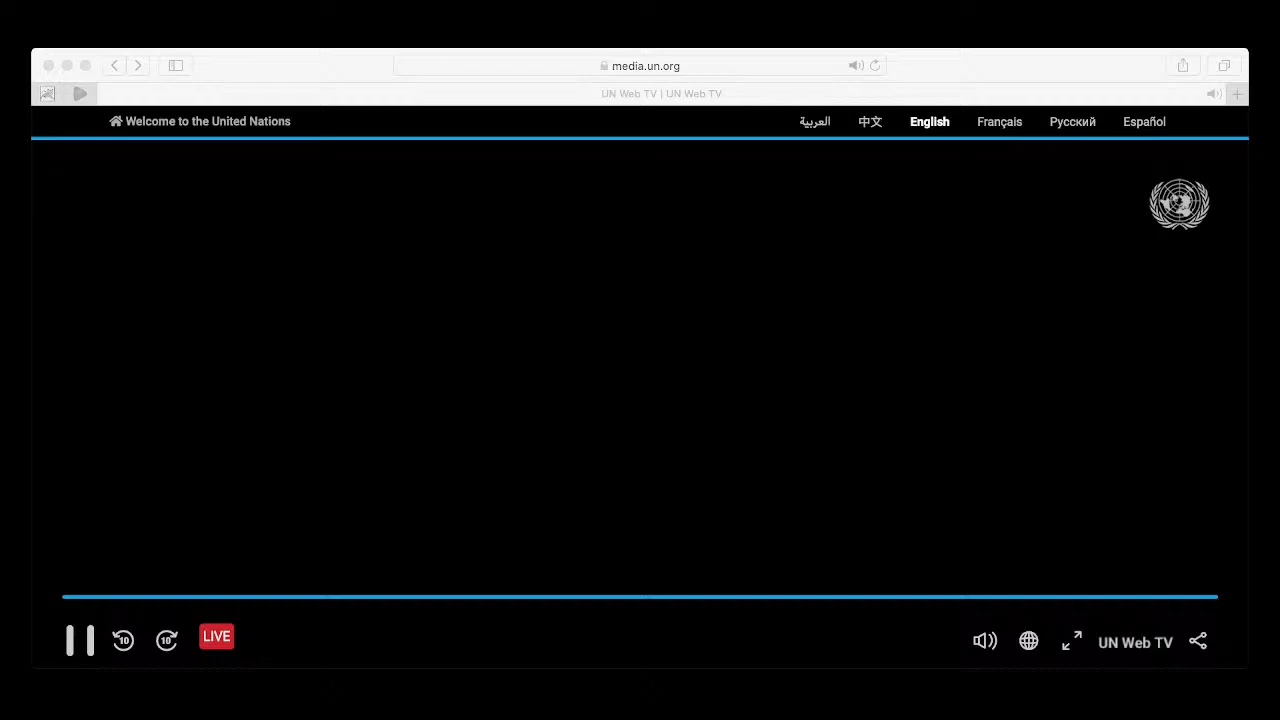 media.un.org
UN Web TV | UN Web TV
Welcome to the United Nations
العربية 中文 English Français Русский Español
10 10 LIVE
UN Web TV